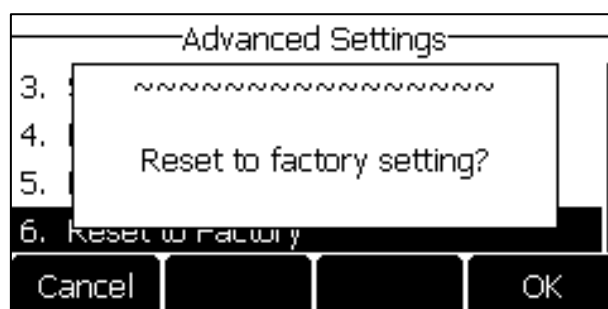 Advanced Settings
3.
~~~~~~~~~~~~~~~~
4.
Reset to factory setting?
5.
6. Reset to Factory
Cancel OK